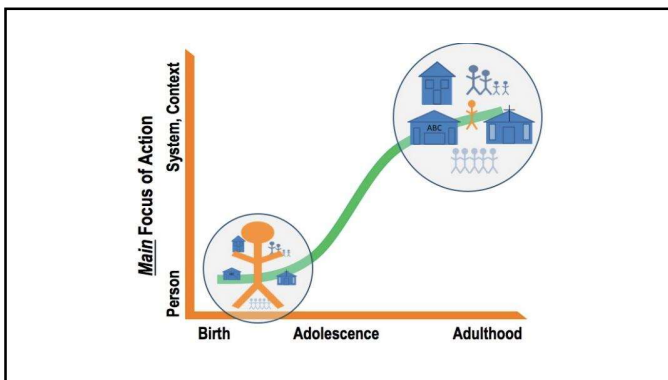 Main Focus of Action
System, Context
Person
ABC
Birth
Adolescence
Adulthood